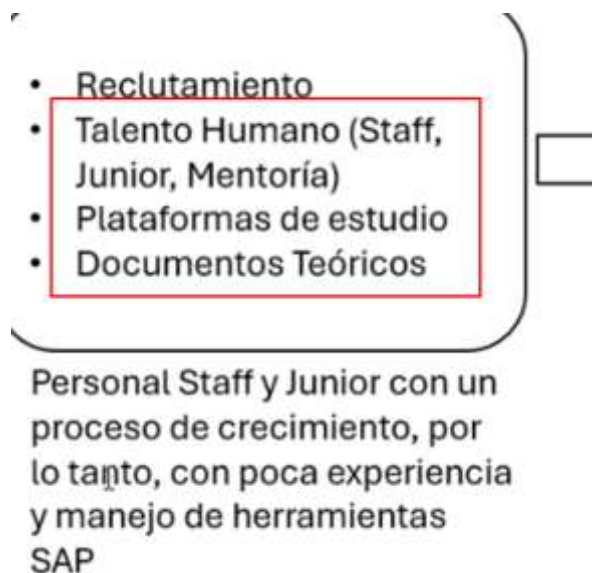 • Reclutamiento
• Talento Humano (Staff,
Junior, Mentoría)
• Plataformas de estudio
• Documentos Teóricos
Personal Staff y Junior con un
proceso de crecimiento, por
lo tanto, con poca experiencia
y manejo de herramientas
SAP